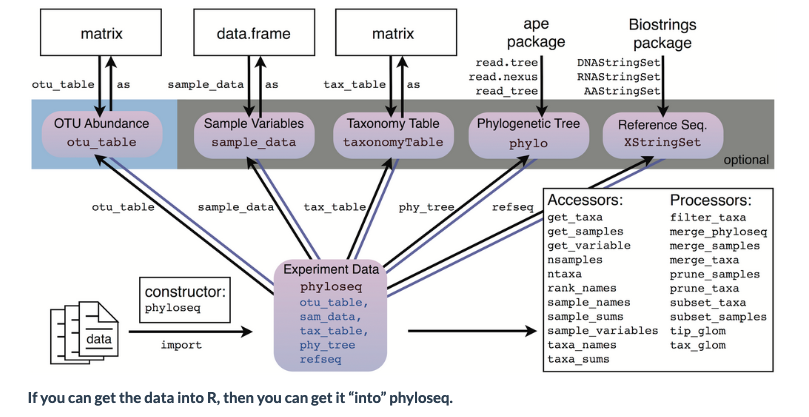 matrix
data.frame
matrix
ape
package
Biostrings
package
otu_table
as
sample_data
as
tax_table
as
read.tree
read.nexus
read_tree
DNAStringSet
RNAStringSet
AAStringSet
OTU Abundance
otu_table
Sample Variables
sample_data
Taxonomy Table
taxonomyTable
Phylogenetic Tree
phylo
Reference Seq.
XStringSet
optional
otu_table
sample_data
tax_table
phy_tree
refseq
Accessors:
get_taxa
get_samples
get_variable
nsamples
ntaxa
rank_names
sample_names
sample_sums
sample_variables
taxa_names
taxa_sums
Processors:
filter_taxa
merge_phyloseq
merge_samples
merge_taxa
prune_samples
prune_taxa
subset_taxa
subset_samples
tip_glom
tax_glom
Experiment Data
phyloseq
otu_table,
sam_data,
tax_table,
phy_tree
refseq
constructor:
phyloseq
data
import
If you can get the data into R, then you can get it “into” phyloseq.